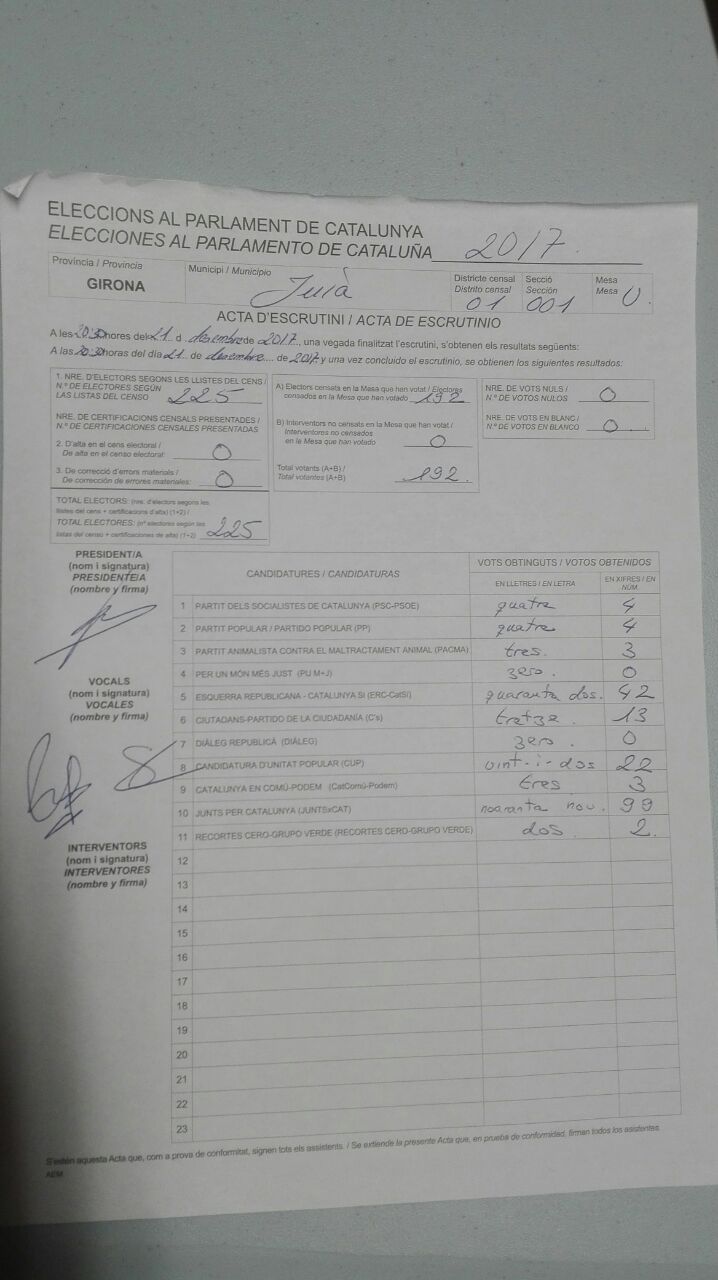 ELECCIONS AL PARLAMENT DE CATALUNYA
ELECCIONES AL PARLAMENTO DE CATALUÑA 2017.
Provincia / Provincia
GIRONA
Municipi / Municipio
Juià
Districte censal
Distrito censal
01
Secció
Sección
001
Mesa
Mesa
U.
ACTA D'ESCRUTINI / ACTA DE ESCRUTINIO
A les 20:30 hores del 21 d desembre de 2017, una vegada finalitzat l'escrutini, s'obtenen els resultats següents:
A las 20:30 horas del día 21 de desembre de 2017 y una vez concluido el escrutinio, se obtienen los siguientes resultados:
1. NRE. D'ELECTORS SEGONS LES LLISTES DEL CENS /
N.º DE ELECTORES SEGÚN
LAS LISTAS DEL CENSO 225
NRE. DE CERTIFICACIONS CENSALS PRESENTADES /
N.º DE CERTIFICACIONES CENSALES PRESENTADAS
2. D'alta en el cens electoral /
De alta en el censo electoral: 0
3. De correcció d'errors materials /
De corrección de errores materiales: 0
TOTAL ELECTORS: (nre. d'electors segons les
llistes del cens + certificacions d'alta) (1+2) /
TOTAL ELECTORES: (nº electores según las
listas del censo + certificaciones de alta) (1+2) 225
A) Electors censats en la Mesa que han votat / Electores
censados en la Mesa que han votado 192
B) Interventors no censats en la Mesa que han votat /
Interventores no censados
en la Mesa que han votado 0
Total votants (A+B) /
Total votantes (A+B) 192.
NRE. DE VOTS NULS /
N.º DE VOTOS NULOS 0
NRE. DE VOTS EN BLANC /
N.º DE VOTOS EN BLANCO 0
PRESIDENT/A
(nom i signatura)
PRESIDENTE/A
(nombre y firma)
VOCALS
(nom i signatura)
VOCALES
(nombre y firma)
INTERVENTORS
(nom i signatura)
INTERVENTORES
(nombre y firma)
CANDIDATURES / CANDIDATURAS
VOTS OBTINGUTS / VOTOS OBTENIDOS
EN LLETRES / EN LETRA
EN XIFRES / EN
NÚM.
1 PARTIT DELS SOCIALISTES DE CATALUNYA (PSC-PSOE) quatre 4
2 PARTIT POPULAR / PARTIDO POPULAR (PP) quatre 4
3 PARTIT ANIMALISTA CONTRA EL MALTRACTAMENT ANIMAL (PACMA) tres. 3
4 PER UN MÓN MÉS JUST (PU M+J) zero. 0
5 ESQUERRA REPUBLICANA - CATALUNYA SÍ (ERC-CatSí) quaranta dos. 42
6 CIUTADANS-PARTIDO DE LA CIUDADANÍA (C's) tretze. 13
7 DIÀLEG REPUBLICÀ (DIÀLEG) zero. 0
8 CANDIDATURA D'UNITAT POPULAR (CUP) vint-i-dos 22
9 CATALUNYA EN COMÚ-PODEM (CatComú-Podem) tres 3
10 JUNTS PER CATALUNYA (JUNTSxCAT) noranta nou. 99
11 RECORTES CERO-GRUPO VERDE (RECORTES CERO-GRUPO VERDE) dos. 2.
12
13
14
15
16
17
18
19
20
21
22
23
S'estén aquesta Acta que, com a prova de conformitat, signen tots els assistents. / Se extiende la presente Acta que, en prueba de conformidad, firman todos los asistentes.
AEM